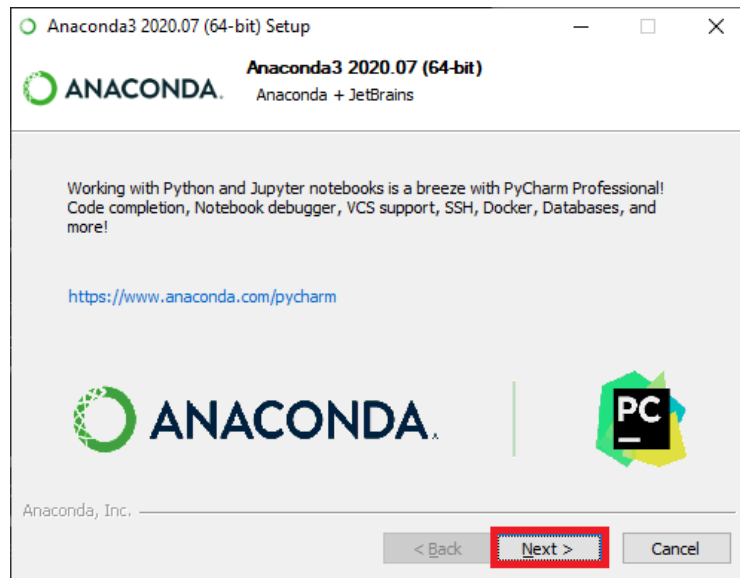 Anaconda3 2020.07 (64-bit) Setup
ANACONDA.
Anaconda3 2020.07 (64-bit)
Anaconda + JetBrains
Working with Python and Jupyter notebooks is a breeze with PyCharm Professional!
Code completion, Notebook debugger, VCS support, SSH, Docker, Databases, and
more!
https://www.anaconda.com/pycharm
ANACONDA.
PC
Anaconda, Inc.
< Back
Next >
Cancel